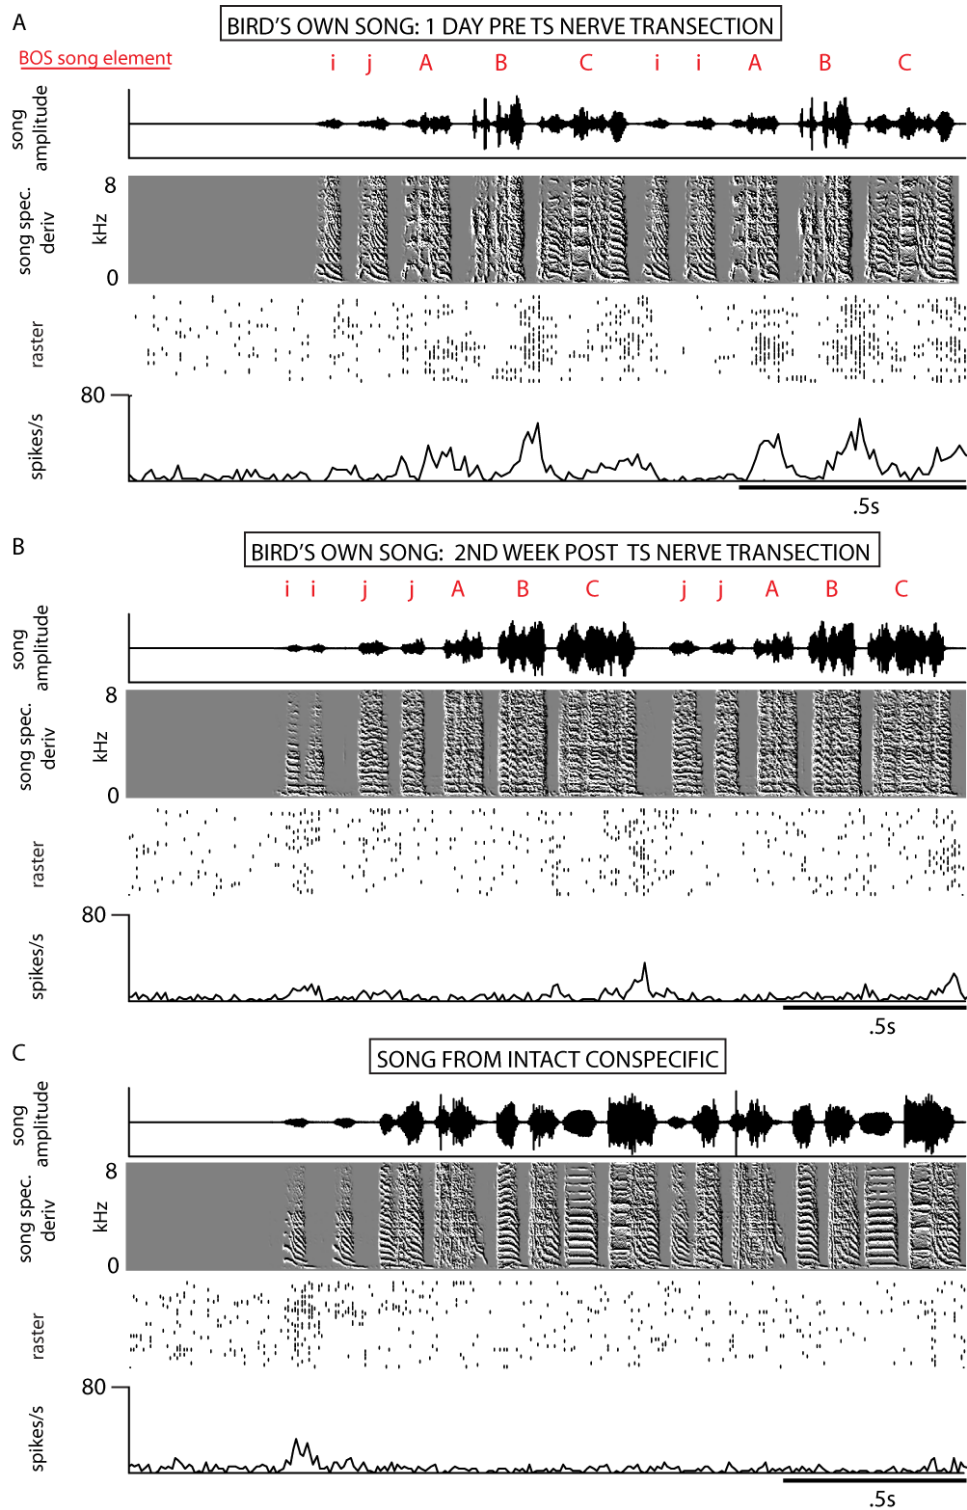 A
BIRD'S OWN SONG: 1 DAY PRE TS NERVE TRANSECTION
BOS song element
i j A B C i i A B C
song amplitude
song spec. deriv
kHz
8
0
raster
spikes/s
80
.5s
B
BIRD'S OWN SONG: 2ND WEEK POST TS NERVE TRANSECTION
i i j j A B C j j A B C
song amplitude
song spec. deriv
kHz
8
0
raster
spikes/s
80
.5s
C
SONG FROM INTACT CONSPECIFIC
song amplitude
song spec. deriv
kHz
8
0
raster
spikes/s
80
.5s